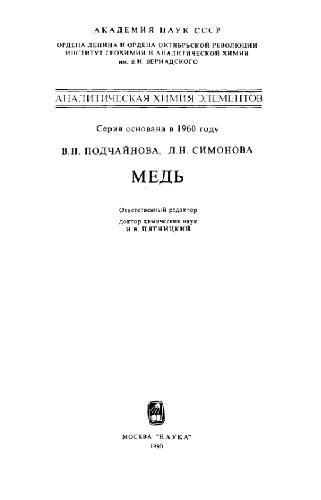 АКАДЕМИЯ НАУК СССР
ОРДЕНА ЛЕНИНА И ОРДЕНА ОКТЯБРЬСКОЙ РЕВОЛЮЦИИ
ИНСТИТУТ ГЕОХИМИИ И АНАЛИТИЧЕСКОЙ ХИМИИ
им. В.И. ВЕРНАДСКОГО
АНАЛИТИЧЕСКАЯ ХИМИЯ ЭЛЕМЕНТОВ
Серия основана в 1960 году
В.Н. ПОДЧАЙНОВА, Л.Н. СИМОНОВА
МЕДЬ
Ответственный редактор
доктор химических наук
И В. ПЯТНИЦКИЙ
МОСКВА "НАУКА"
1990